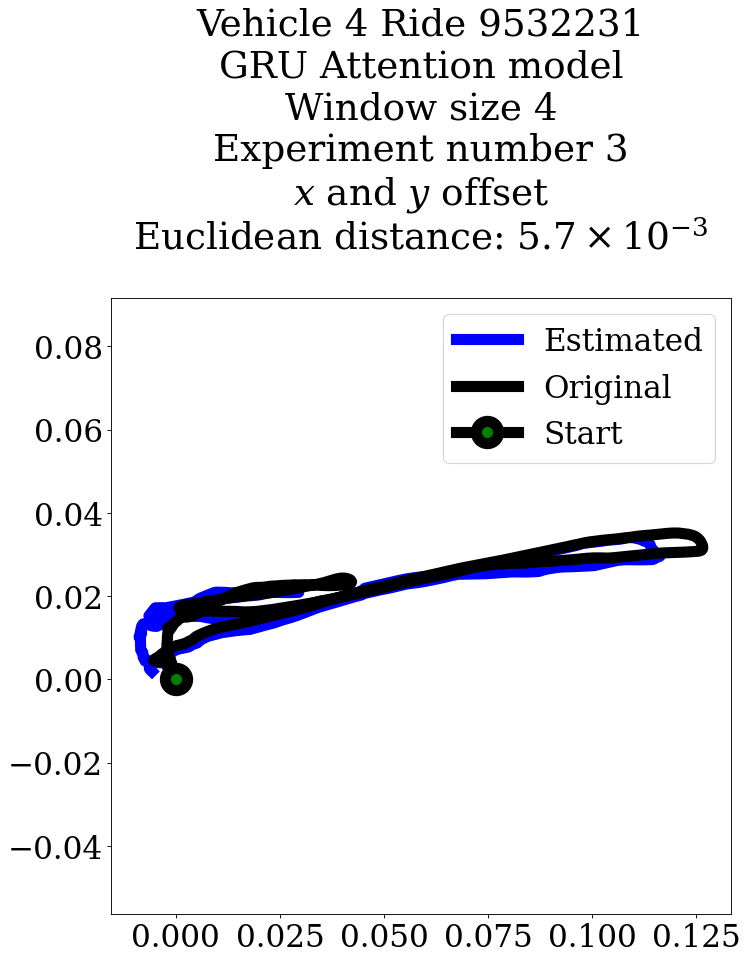 Vehicle 4 Ride 9532231
GRU Attention model
Window size 4
Experiment number 3
x and y offset
Euclidean distance: 5.7 × 10⁻³
Estimated
Original
Start
0.08
0.06
0.04
0.02
0.00
−0.02
−0.04
0.000 0.025 0.050 0.075 0.100 0.125